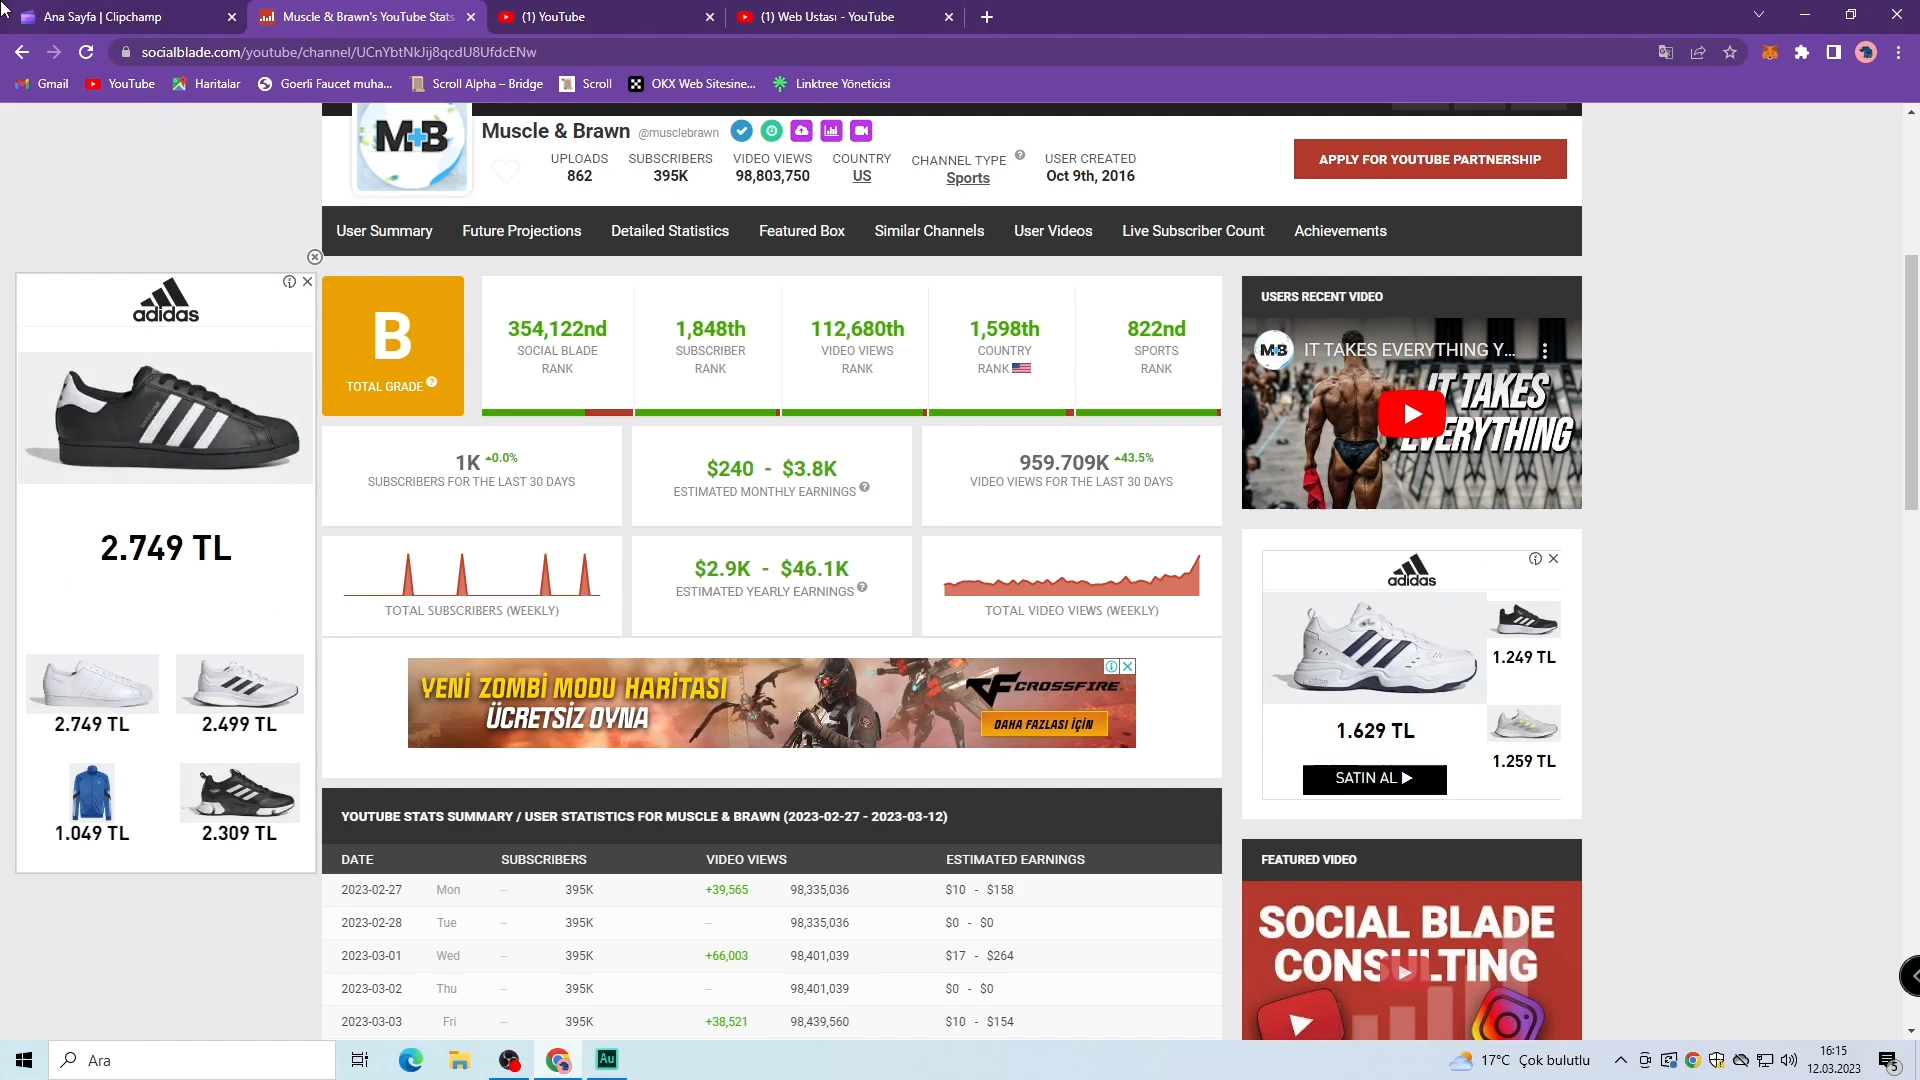 Ana Sayfa | Clipchamp
Muscle & Brawn's YouTube Stats
(1) YouTube
(1) Web Ustası - YouTube
socialblade.com/youtube/channel/UCnYbtNkJij8qcdU8UfdcENw
Gmail
YouTube
Haritalar
Goerli Faucet muha...
Scroll Alpha – Bridge
Scroll
OKX Web Sitesine...
Linktree Yöneticisi
M+B
Muscle & Brawn @musclebrawn
UPLOADS
862
SUBSCRIBERS
395K
VIDEO VIEWS
98,803,750
COUNTRY
US
CHANNEL TYPE
Sports
USER CREATED
Oct 9th, 2016
APPLY FOR YOUTUBE PARTNERSHIP
User Summary
Future Projections
Detailed Statistics
Featured Box
Similar Channels
User Videos
Live Subscriber Count
Achievements
adidas
2.749 TL
2.749 TL
2.499 TL
1.049 TL
2.309 TL
B
TOTAL GRADE
354,122nd
SOCIAL BLADE
RANK
1,848th
SUBSCRIBER
RANK
112,680th
VIDEO VIEWS
RANK
1,598th
COUNTRY
RANK
822nd
SPORTS
RANK
1K 0.0%
SUBSCRIBERS FOR THE LAST 30 DAYS
$240 - $3.8K
ESTIMATED MONTHLY EARNINGS
959.709K 43.5%
VIDEO VIEWS FOR THE LAST 30 DAYS
TOTAL SUBSCRIBERS (WEEKLY)
$2.9K - $46.1K
ESTIMATED YEARLY EARNINGS
TOTAL VIDEO VIEWS (WEEKLY)
YENİ ZOMBİ MODU HARİTASI
ÜCRETSİZ OYNA
CROSSFIRE
DAHA FAZLASI İÇİN
YOUTUBE STATS SUMMARY / USER STATISTICS FOR MUSCLE & BRAWN (2023-02-27 - 2023-03-12)
DATE SUBSCRIBERS VIDEO VIEWS ESTIMATED EARNINGS
2023-02-27 Mon -- 395K +39,565 98,335,036 $10 - $158
2023-02-28 Tue -- 395K -- 98,335,036 $0 - $0
2023-03-01 Wed -- 395K +66,003 98,401,039 $17 - $264
2023-03-02 Thu -- 395K -- 98,401,039 $0 - $0
2023-03-03 Fri -- 395K +38,521 98,439,560 $10 - $154
USERS RECENT VIDEO
M+B
IT TAKES EVERYTHING Y...
IT TAKES
EVERYTHING
adidas
1.249 TL
1.629 TL
1.259 TL
SATIN AL
FEATURED VIDEO
SOCIAL BLADE
CONSULTING
Ara
Au
17°C Çok bulutlu
16:15
12.03.2023
5